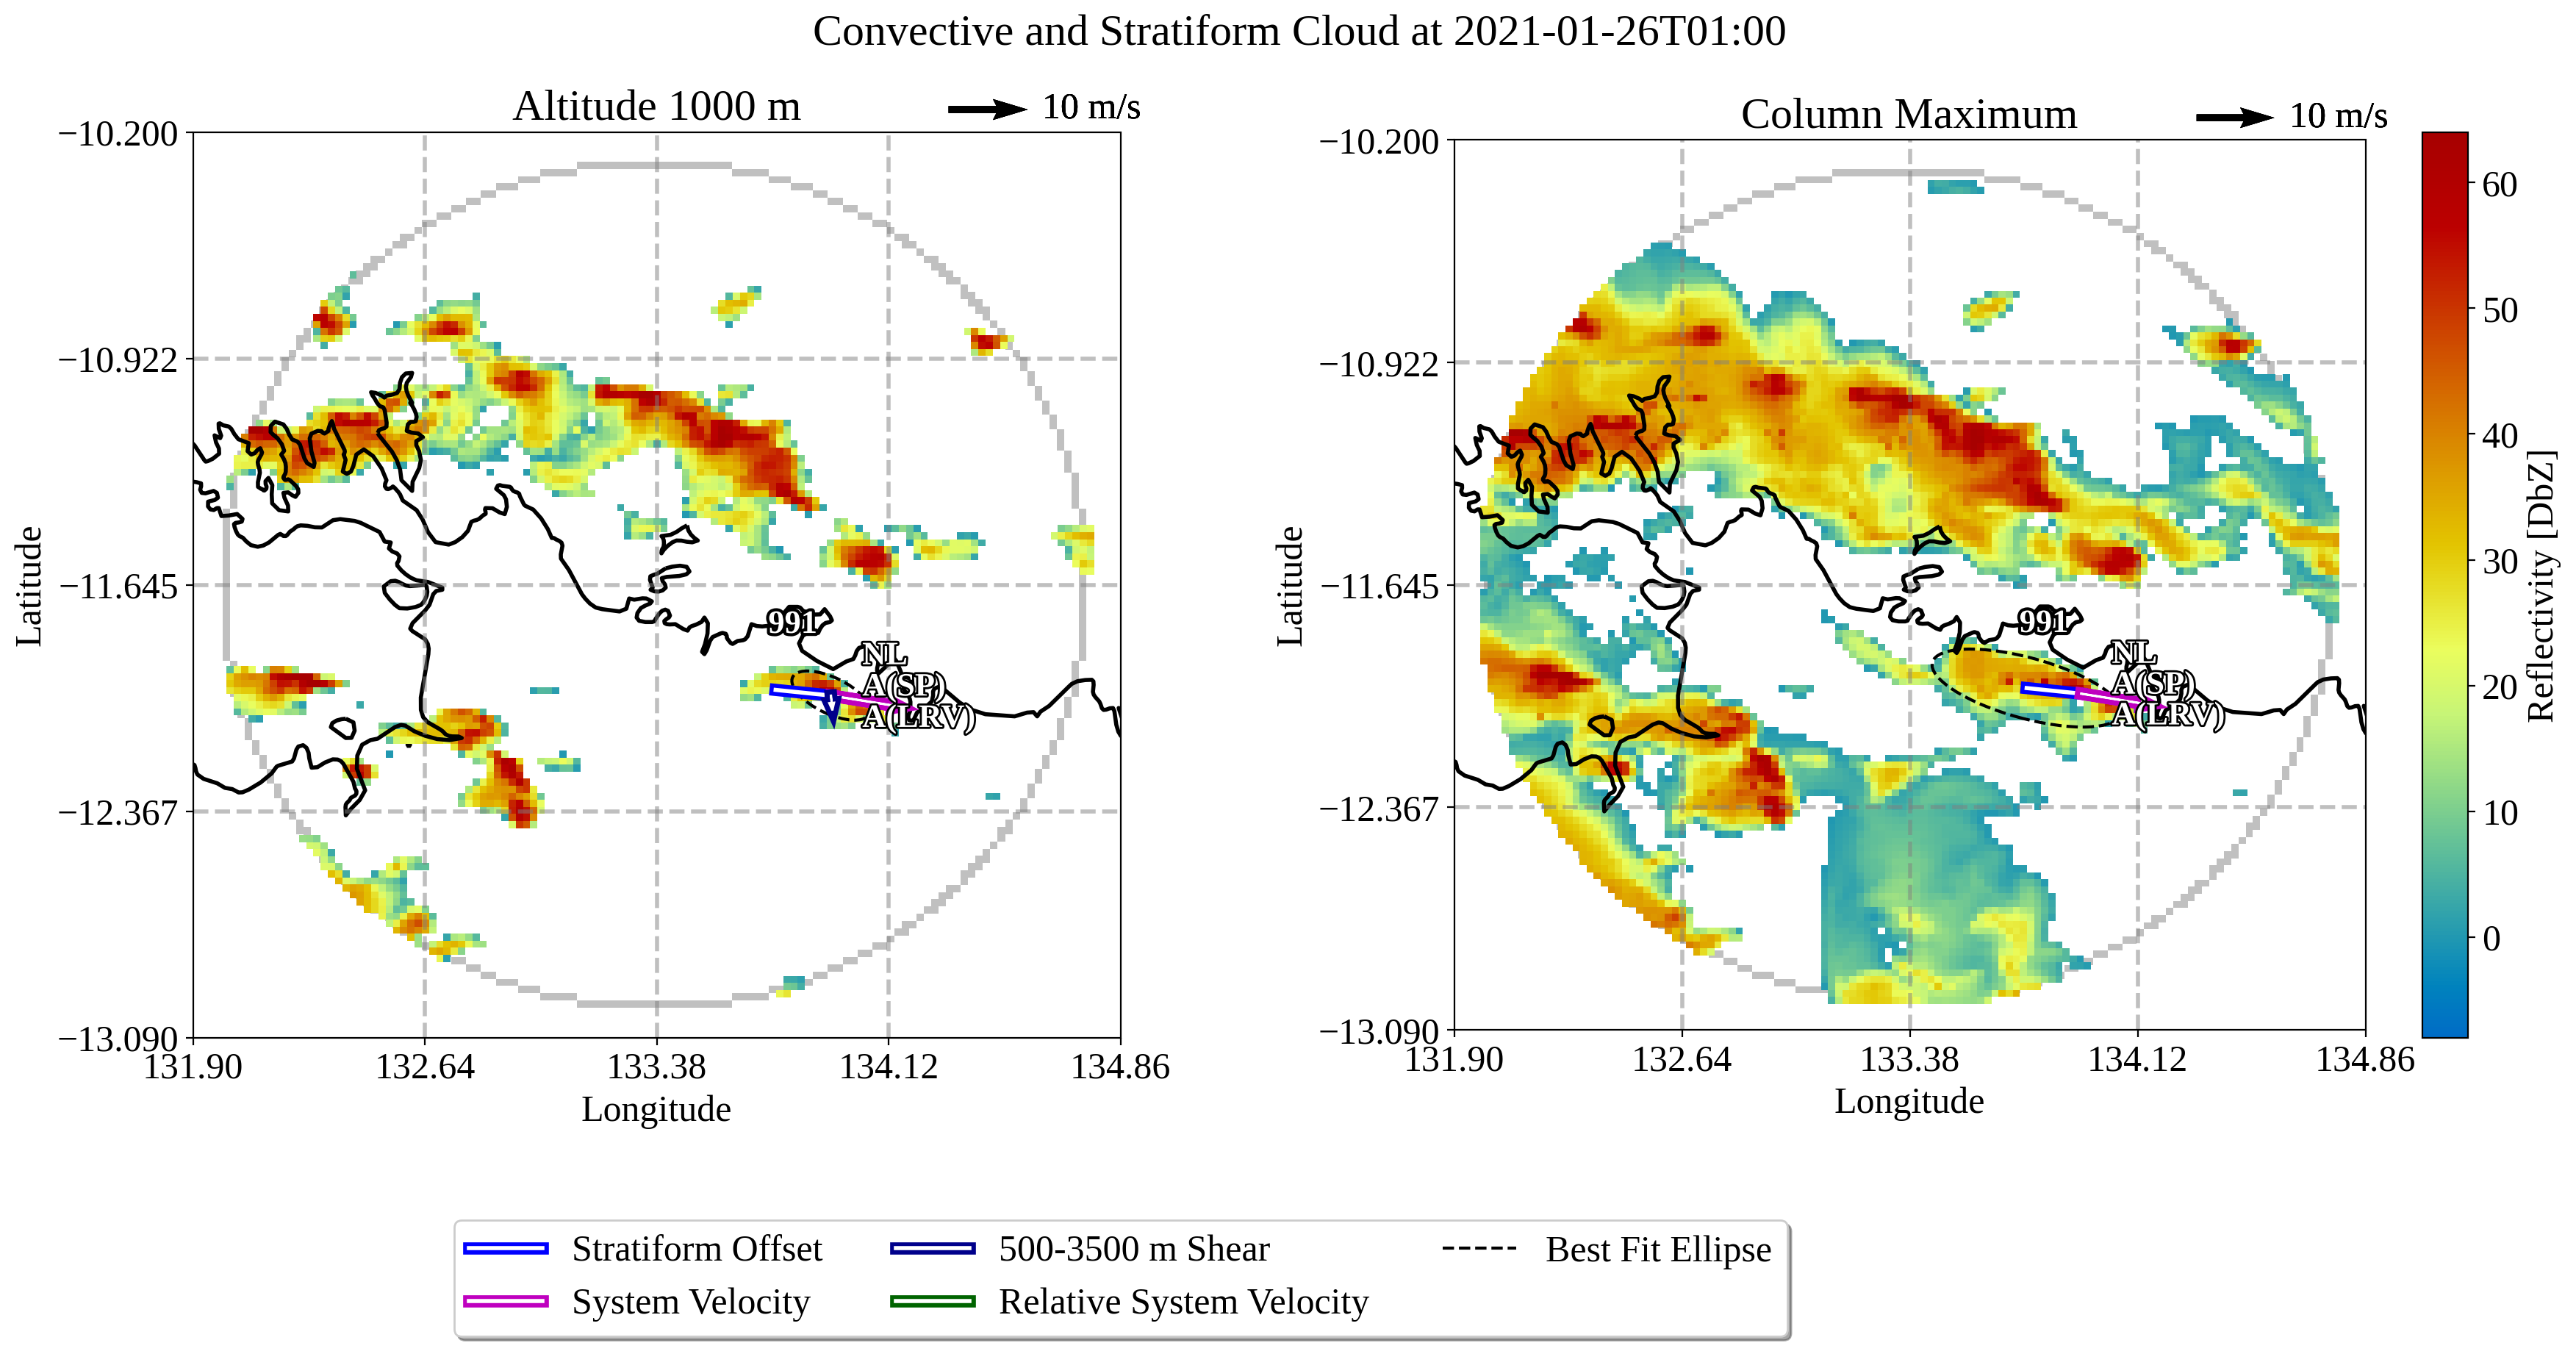 Convective and Stratiform Cloud at 2021-01-26T01:00
Altitude 1000 m
10 m/s
Column Maximum
10 m/s
−10.200
−10.922
−11.645
−12.367
−13.090
131.90
132.64
133.38
134.12
134.86
Longitude
Latitude
991
NL
A(SP)
A(LRV)
−10.200
−10.922
−11.645
−12.367
−13.090
131.90
132.64
133.38
134.12
134.86
Longitude
Latitude
991
NL
A(SP)
A(LRV)
60
50
40
30
20
10
0
Reflectivity [DbZ]
Stratiform Offset
500-3500 m Shear
Best Fit Ellipse
System Velocity
Relative System Velocity